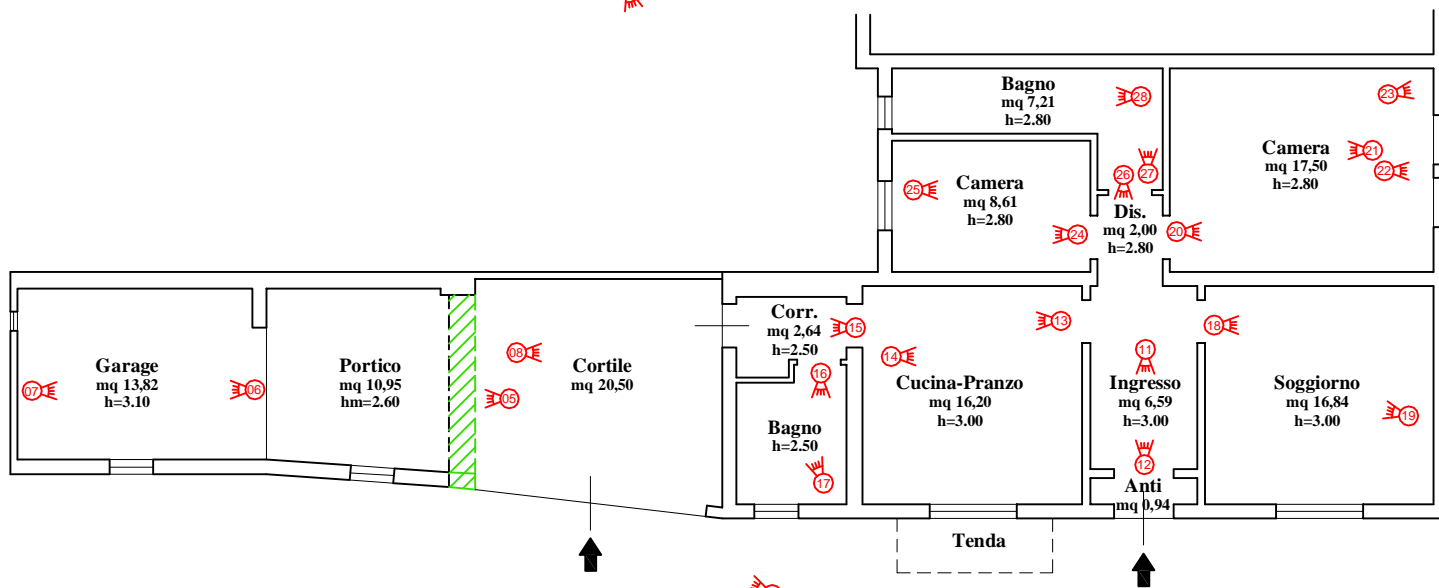 Bagno
mq 7,21
h=2.80
28
23
Camera
mq 17,50
h=2.80
21
22
Camera
mq 8,61
h=2.80
25
26
27
Dis.
mq 2,00
h=2.80
24
20
Garage
mq 13,82
h=3.10
07
06
Portico
mq 10,95
hm=2.60
08
05
Cortile
mq 20,50
Corr.
mq 2,64
h=2.50
15
16
Bagno
h=2.50
17
13
14
Cucina-Pranzo
mq 16,20
h=3.00
11
Ingresso
mq 6,59
h=3.00
12
Anti
mq 0,94
18
Soggiorno
mq 16,84
h=3.00
19
Tenda